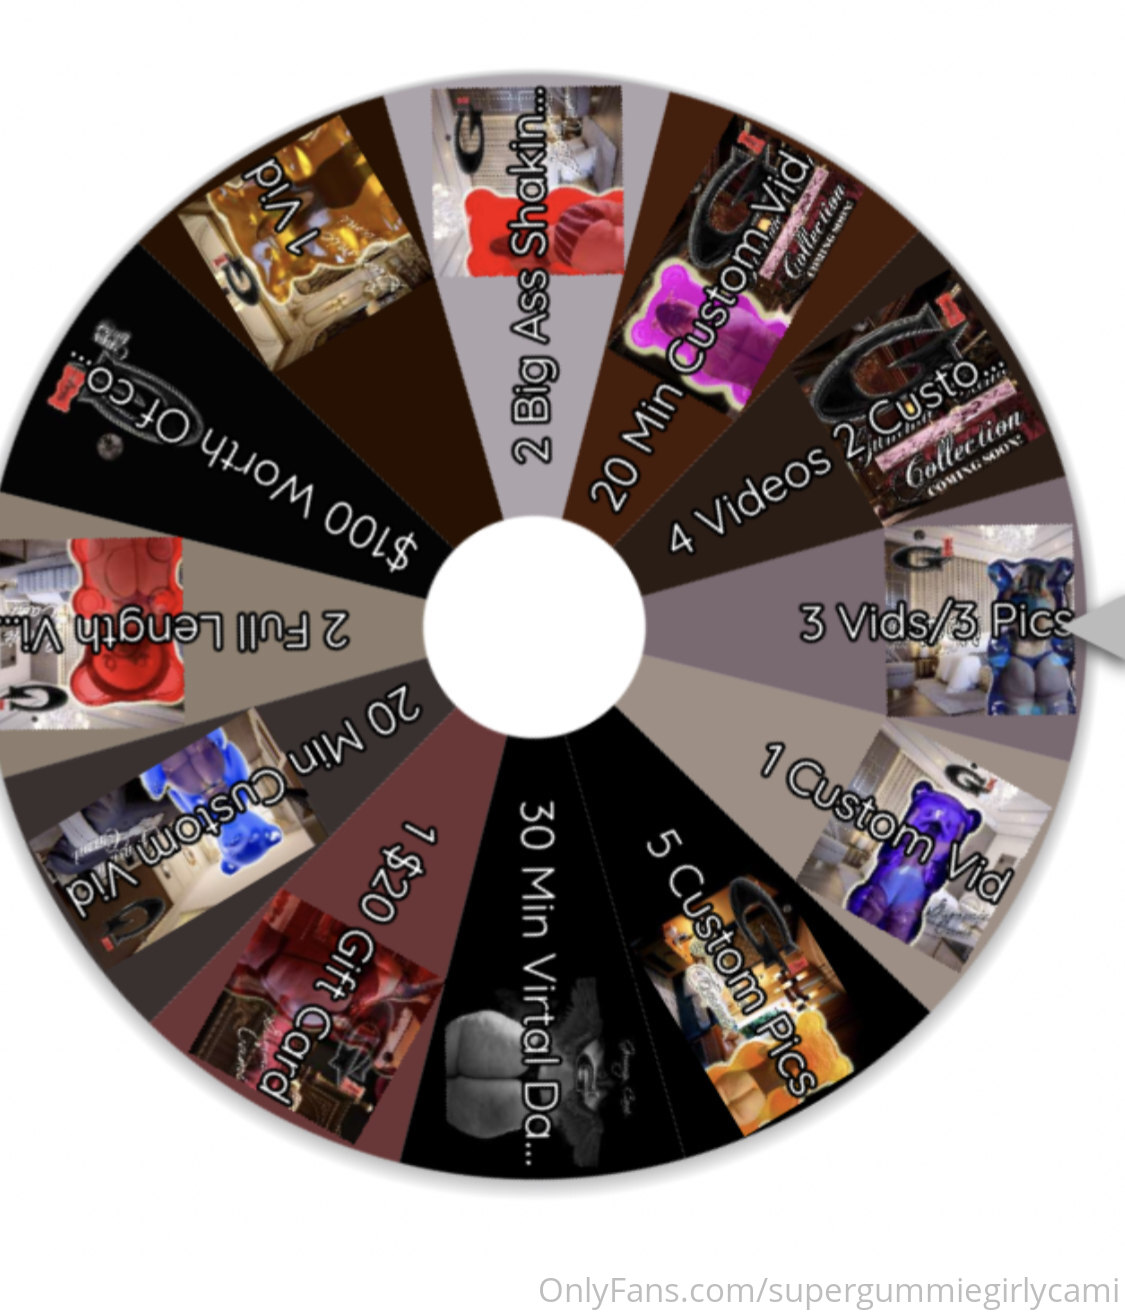 2 Big Ass Shakin...
20 Min Custom Vid
4 Videos 2 Custo...
3 Vids/3 Pics
1 Custom Vid
5 Custom Pics
30 Min Virtal Da...
1 $20 Gift Card
20 Min Custom Vid
2 Full Length Vi...
$100 Worth Of co...
1 Vid
G
Collection
COMING SOON!
Collection
COMING SOON!
OnlyFans.com/supergummiegirlycami